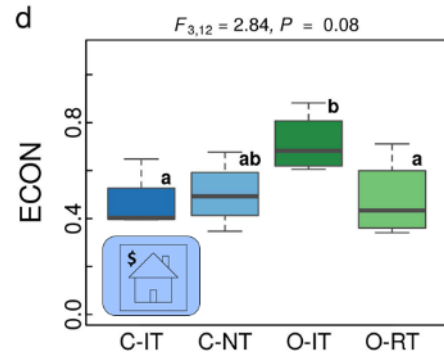 d
F3,12 = 2.84, P = 0.08
ECON
0.8
0.4
0.0
a
ab
b
a
$
C-IT C-NT O-IT O-RT